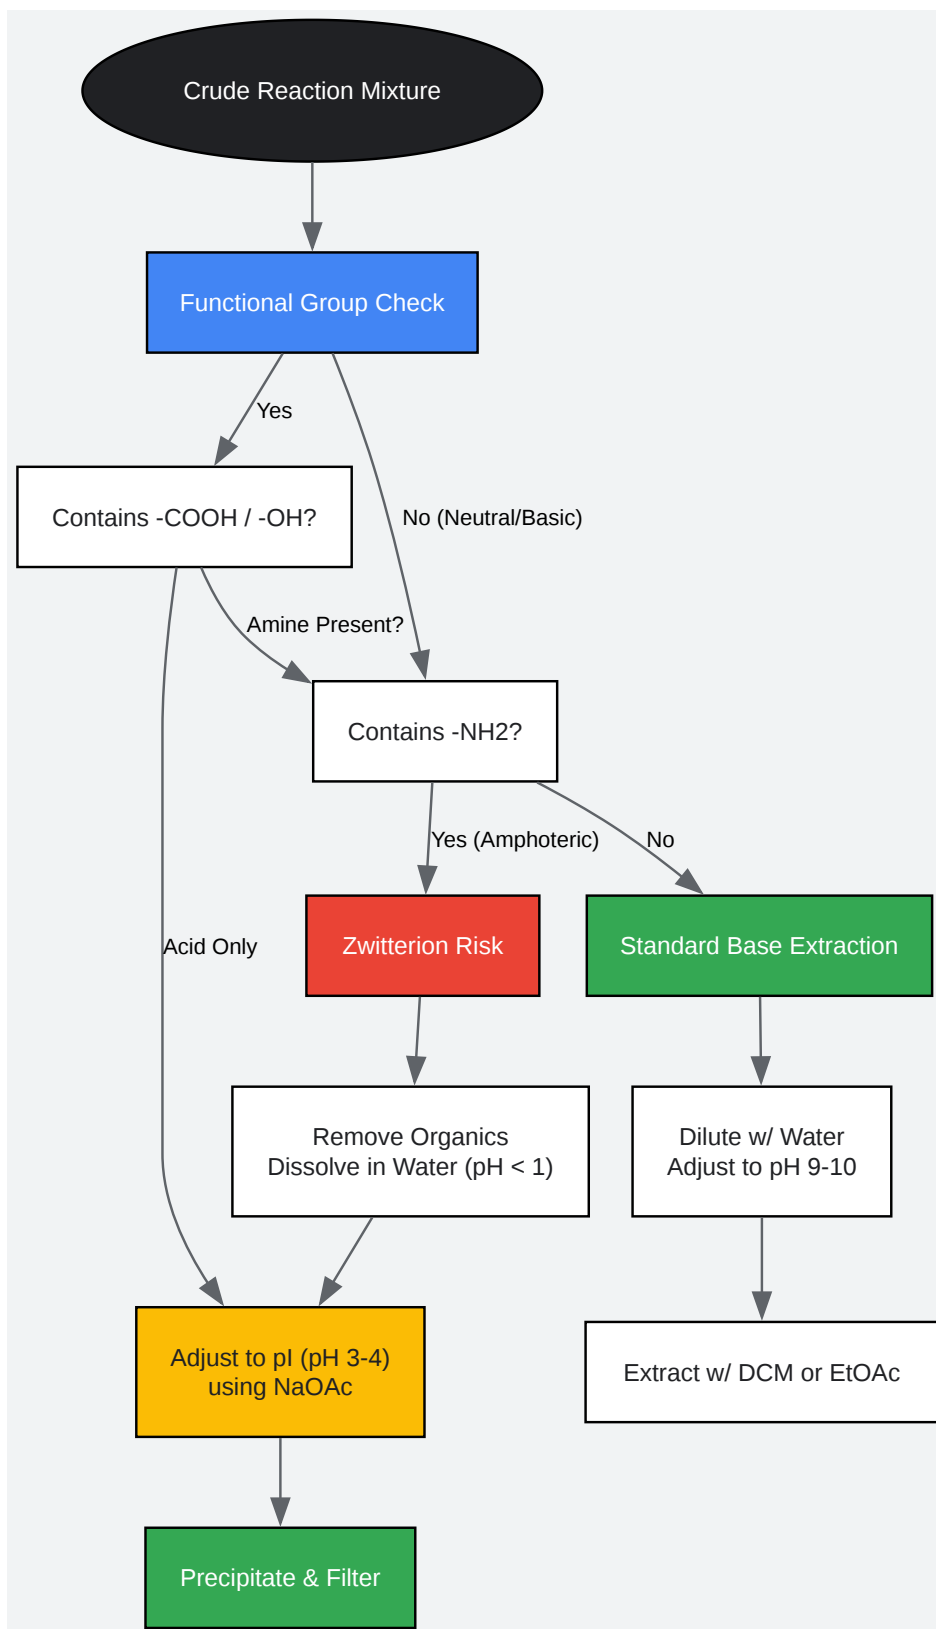 Crude Reaction Mixture
Functional Group Check
Yes
Contains -COOH / -OH?
No (Neutral/Basic)
Amine Present?
Contains -NH2?
Yes (Amphoteric)
No
Acid Only
Zwitterion Risk
Standard Base Extraction
Remove Organics
Dissolve in Water (pH < 1)
Dilute w/ Water
Adjust to pH 9-10
Adjust to pI (pH 3-4)
using NaOAc
Extract w/ DCM or EtOAc
Precipitate & Filter